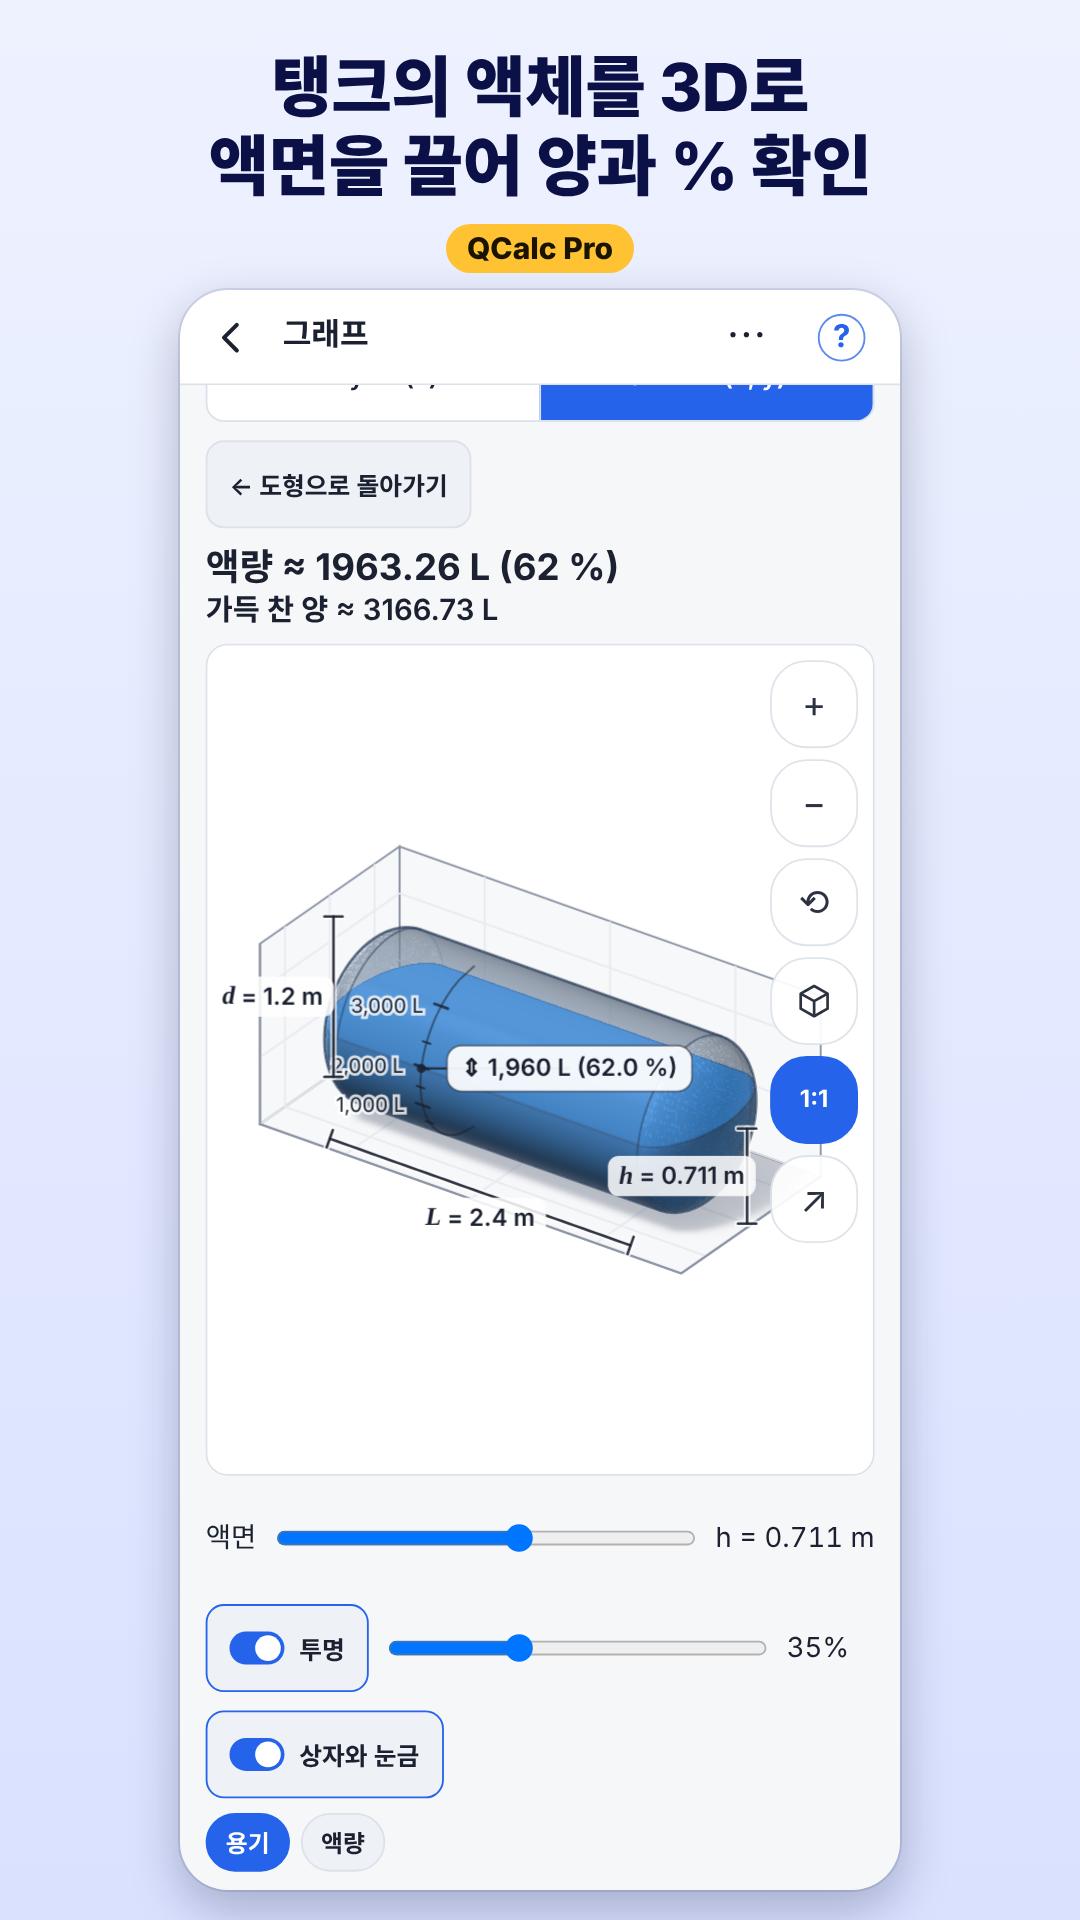 탱크의 액체를 3D로
액면을 끌어 양과 % 확인
QCalc Pro
그래프
?
← 도형으로 돌아가기
액량 ≈ 1963.26 L (62 %)
가득 찬 양 ≈ 3166.73 L
+
−
d = 1.2 m
3,000 L
2,000 L
⇕ 1,960 L (62.0 %)
1,000 L
1:1
h = 0.711 m
L = 2.4 m
액면
h = 0.711 m
투명
35%
상자와 눈금
용기
액량